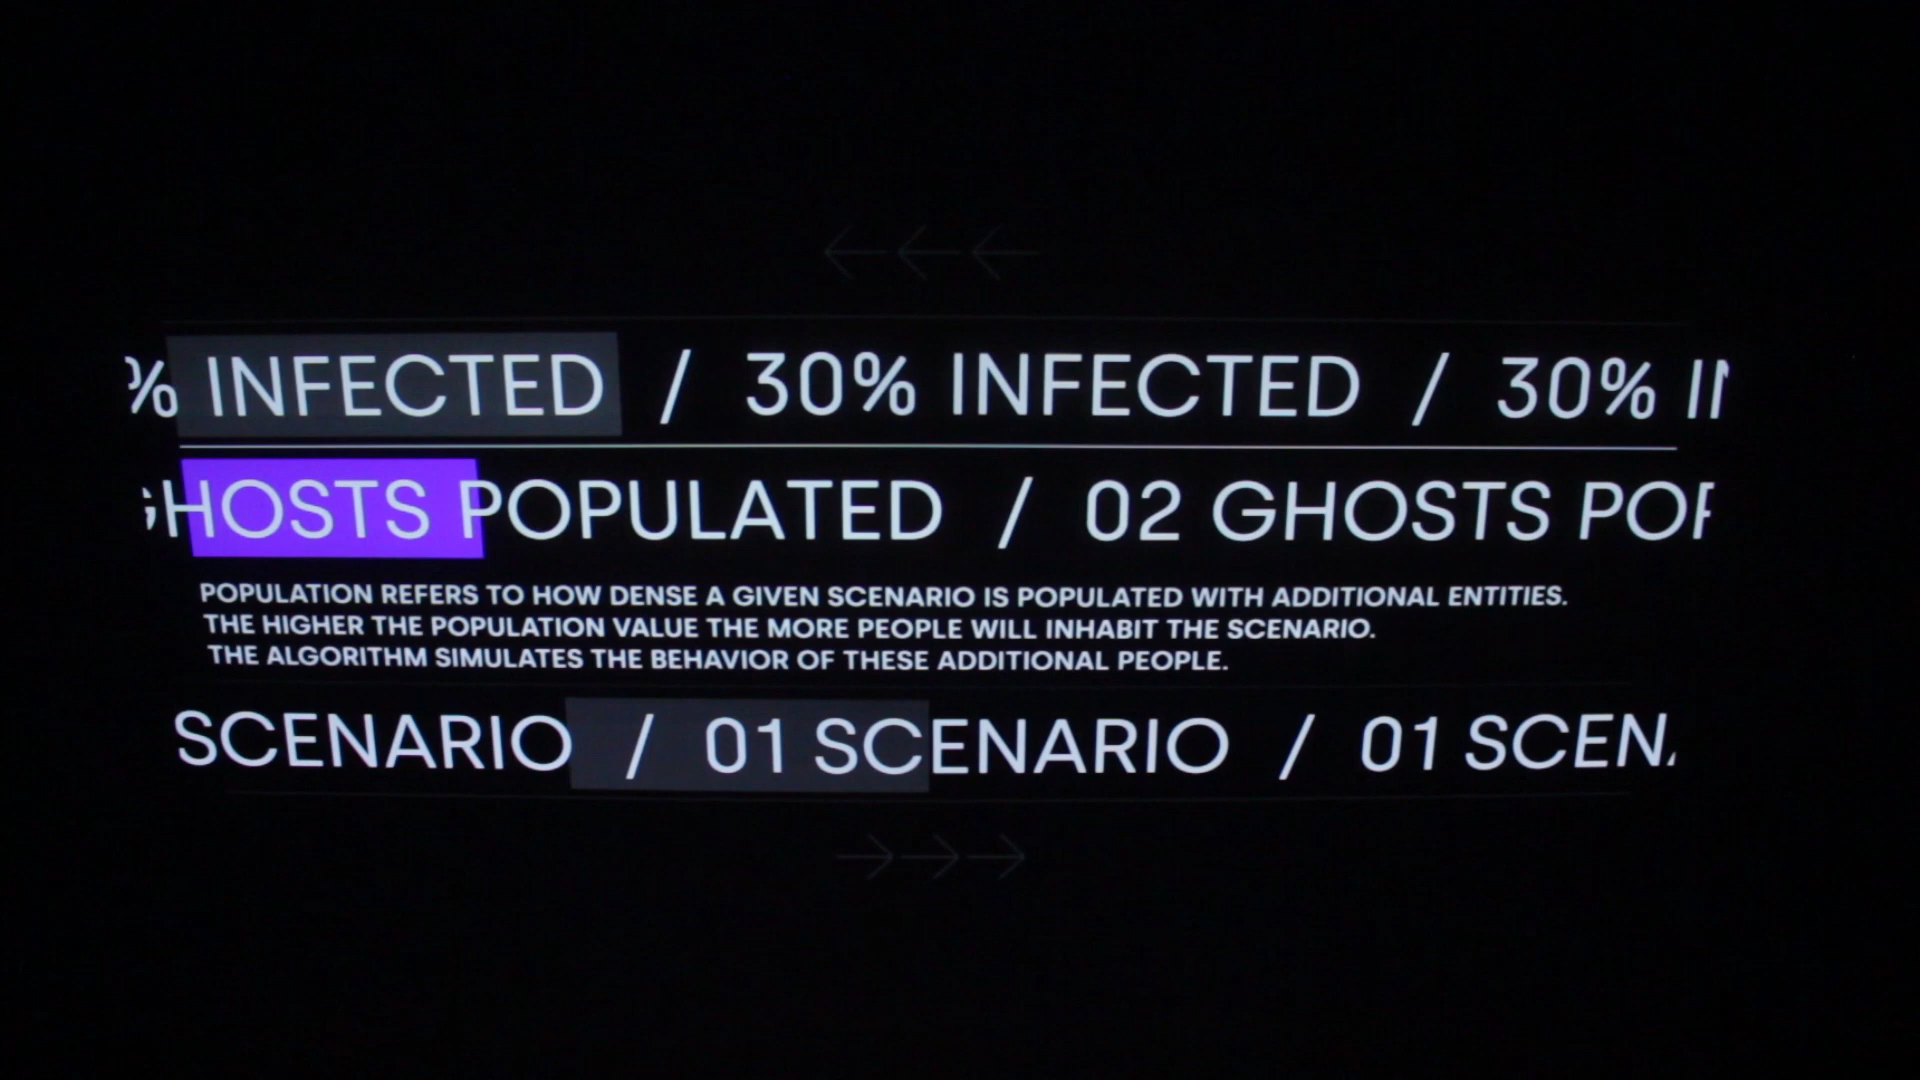 % INFECTED / 30% INFECTED / 30%
GHOSTS POPULATED / 02 GHOSTS
POPULATION REFERS TO HOW DENSE A GIVEN SCENARIO IS POPULATED WITH ADDITIONAL ENTITIES.
THE HIGHER THE POPULATION VALUE THE MORE PEOPLE WILL INHABIT THE SCENARIO.
THE ALGORITHM SIMULATES THE BEHAVIOR OF THESE ADDITIONAL PEOPLE.
SCENARIO / 01 SCENARIO / 01 SCEN